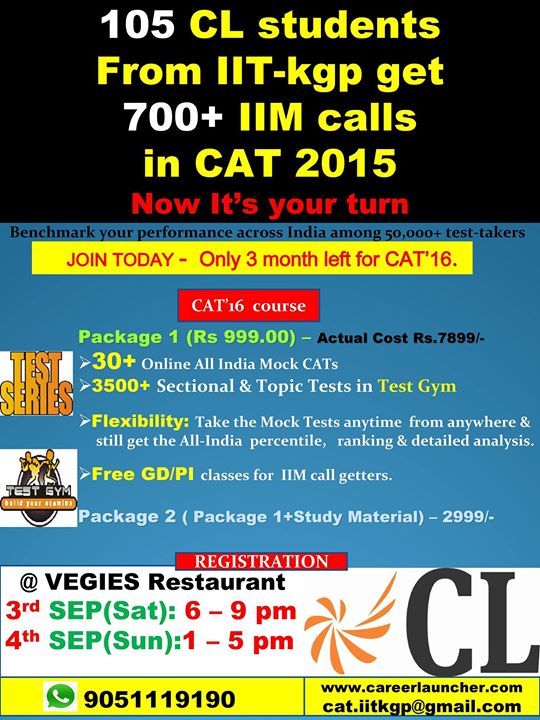 105 CL students
From IIT-kgp get
700+ IIM calls
in CAT 2015
Now It's your turn
Benchmark your performance across India among 50,000+ test-takers
JOIN TODAY - Only 3 month left for CAT'16.
CAT'16 course
Package 1 (Rs 999.00) – Actual Cost Rs.7899/-
TEST
SERIES
➢30+ Online All India Mock CATs
➢3500+ Sectional & Topic Tests in Test Gym
➢Flexibility: Take the Mock Tests anytime from anywhere &
still get the All-India percentile, ranking & detailed analysis.
TEST GYM
build your stamina
➢Free GD/PI classes for IIM call getters.
Package 2 ( Package 1+Study Material) – 2999/-
REGISTRATION
@ VEGIES Restaurant
3rd SEP(Sat): 6 – 9 pm
4th SEP(Sun):1 – 5 pm
CL
9051119190
www.careerlauncher.com
cat.iitkgp@gmail.com